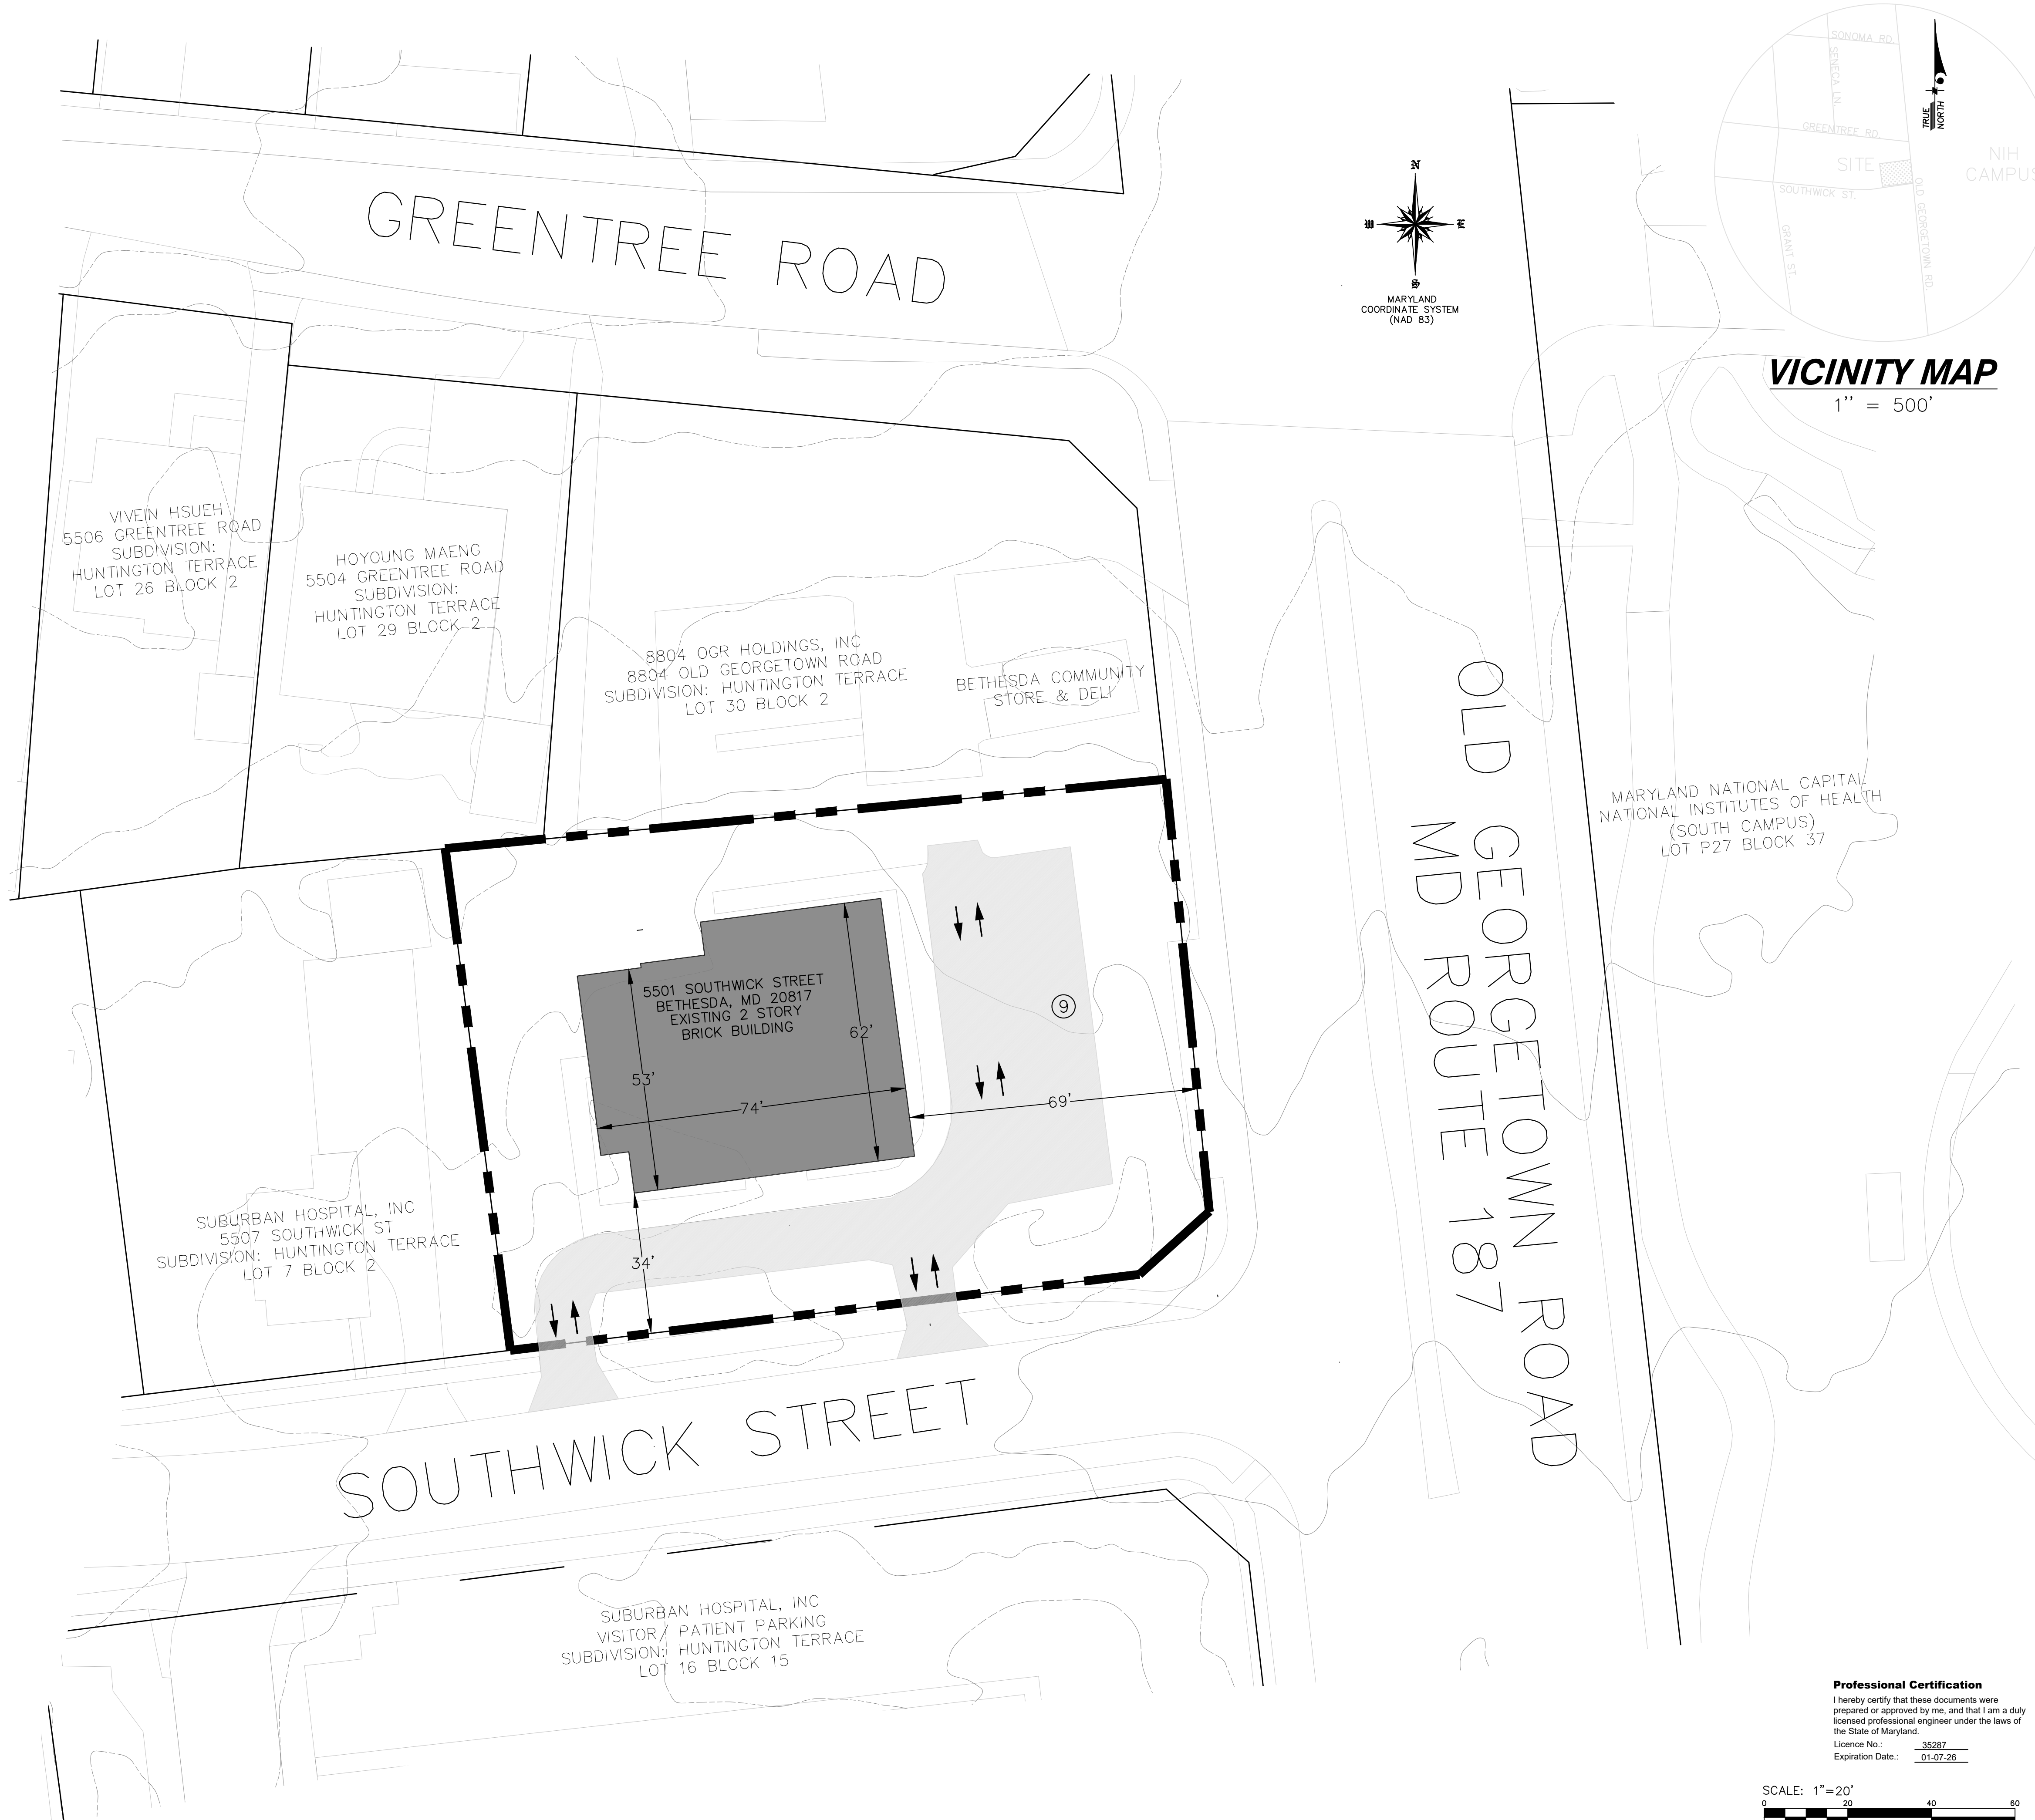 GREENTREE ROAD
N
W
E
S
MARYLAND
COORDINATE SYSTEM
(NAD 83)
SONOMA RD.
SENECA LN.
GREENTREE RD.
SITE
SOUTHWICK ST.
GRANT ST.
OLD GEORGETOWN RD.
NIH
CAMPUS
TRUE
NORTH
N
VICINITY MAP
1'' = 500'
VIVEIN HSUEH
5506 GREENTREE ROAD
SUBDIVISION:
HUNTINGTON TERRACE
LOT 26 BLOCK 2
HOYOUNG MAENG
5504 GREENTREE ROAD
SUBDIVISION:
HUNTINGTON TERRACE
LOT 29 BLOCK 2
8804 OGR HOLDINGS, INC
8804 OLD GEORGETOWN ROAD
SUBDIVISION: HUNTINGTON TERRACE
LOT 30 BLOCK 2
BETHESDA COMMUNITY
STORE & DELI
OLD GEORGETOWN ROAD
MD ROUTE 187
MARYLAND NATIONAL CAPITAL
NATIONAL INSTITUTES OF HEALTH
(SOUTH CAMPUS)
LOT P27 BLOCK 37
5501 SOUTHWICK STREET
BETHESDA, MD 20817
EXISTING 2 STORY
BRICK BUILDING
9
62'
53'
74'
69'
34'
SUBURBAN HOSPITAL, INC
5507 SOUTHWICK ST
SUBDIVISION: HUNTINGTON TERRACE
LOT 7 BLOCK 2
SOUTHWICK STREET
SUBURBAN HOSPITAL, INC
VISITOR/ PATIENT PARKING
SUBDIVISION: HUNTINGTON TERRACE
LOT 16 BLOCK 15
Professional Certification
I hereby certify that these documents were
prepared or approved by me, and that I am a duly
licensed professional engineer under the laws of
the State of Maryland.
Licence No.: 35287
Expiration Date.: 01-07-26
SCALE: 1"=20'
0 20 40 60